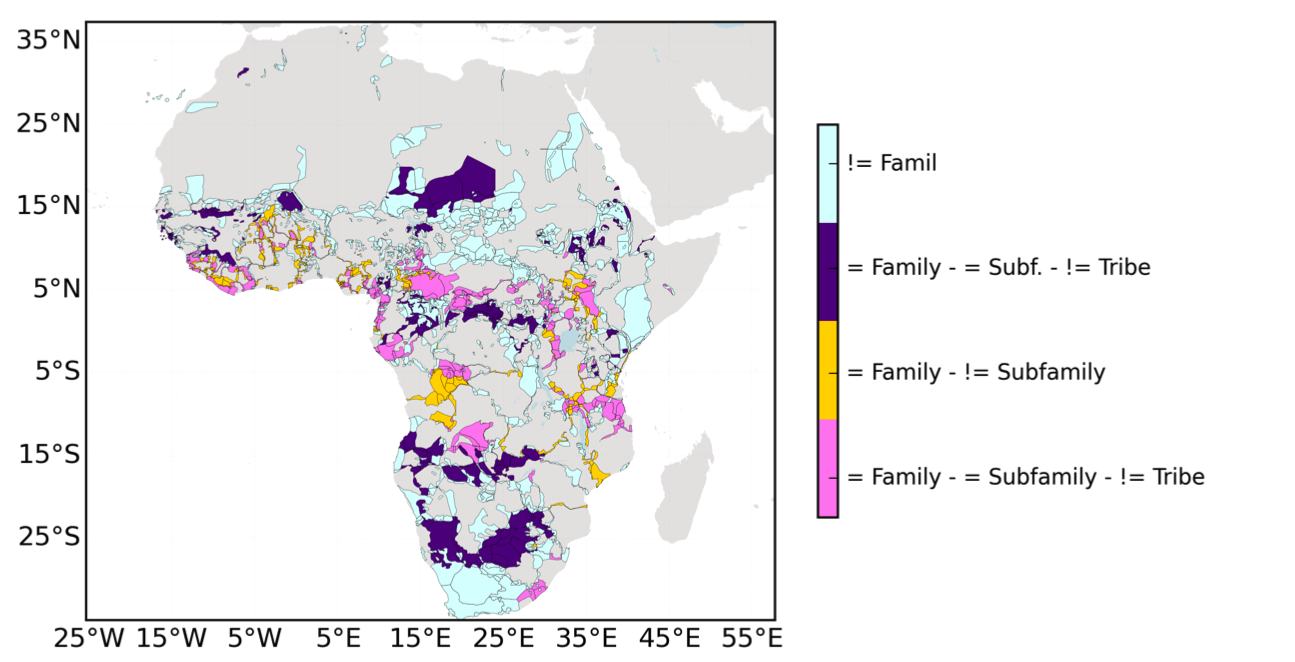 35°N
25°N
15°N
5°N
5°S
15°S
25°S
25°W 15°W 5°W 5°E 15°E 25°E 35°E 45°E 55°E
!= Famil
= Family - = Subf. - != Tribe
= Family - != Subfamily
= Family - = Subfamily - != Tribe